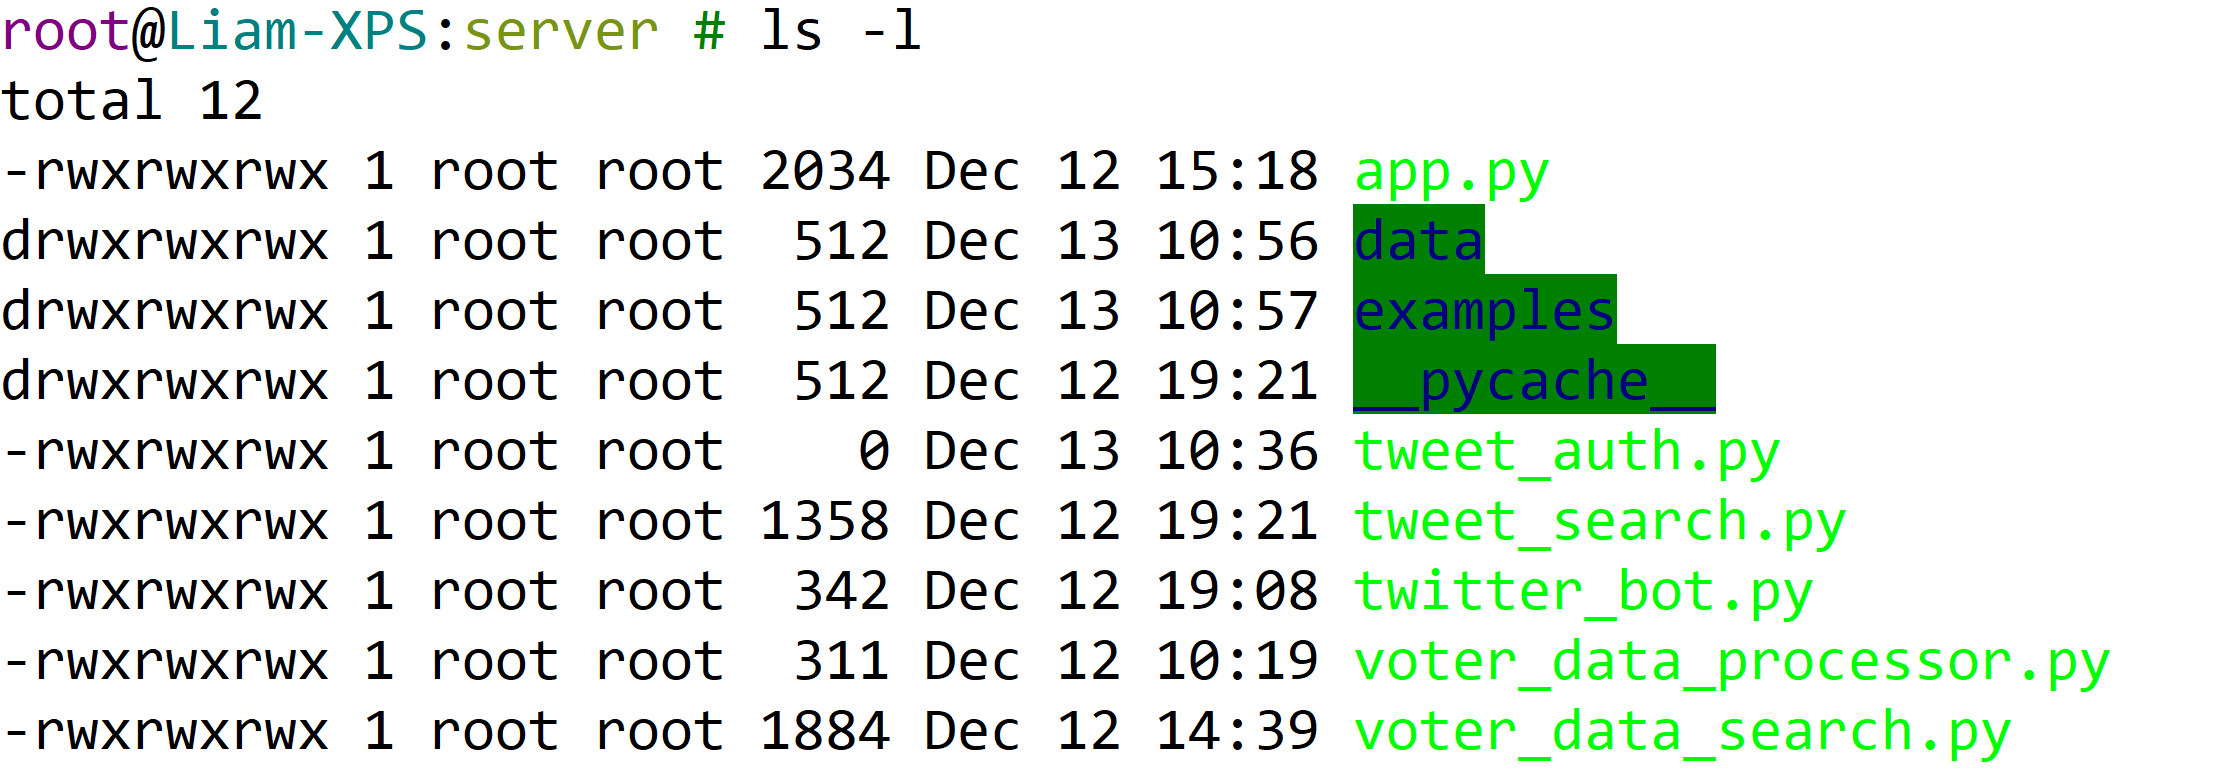 root@Liam-XPS:server # ls -l
total 12
-rwxrwxrwx 1 root root 2034 Dec 12 15:18 app.py
drwxrwxrwx 1 root root  512 Dec 13 10:56 data
drwxrwxrwx 1 root root  512 Dec 13 10:57 examples
drwxrwxrwx 1 root root  512 Dec 12 19:21 __pycache__
-rwxrwxrwx 1 root root    0 Dec 13 10:36 tweet_auth.py
-rwxrwxrwx 1 root root 1358 Dec 12 19:21 tweet_search.py
-rwxrwxrwx 1 root root  342 Dec 12 19:08 twitter_bot.py
-rwxrwxrwx 1 root root  311 Dec 12 10:19 voter_data_processor.py
-rwxrwxrwx 1 root root 1884 Dec 12 14:39 voter_data_search.py